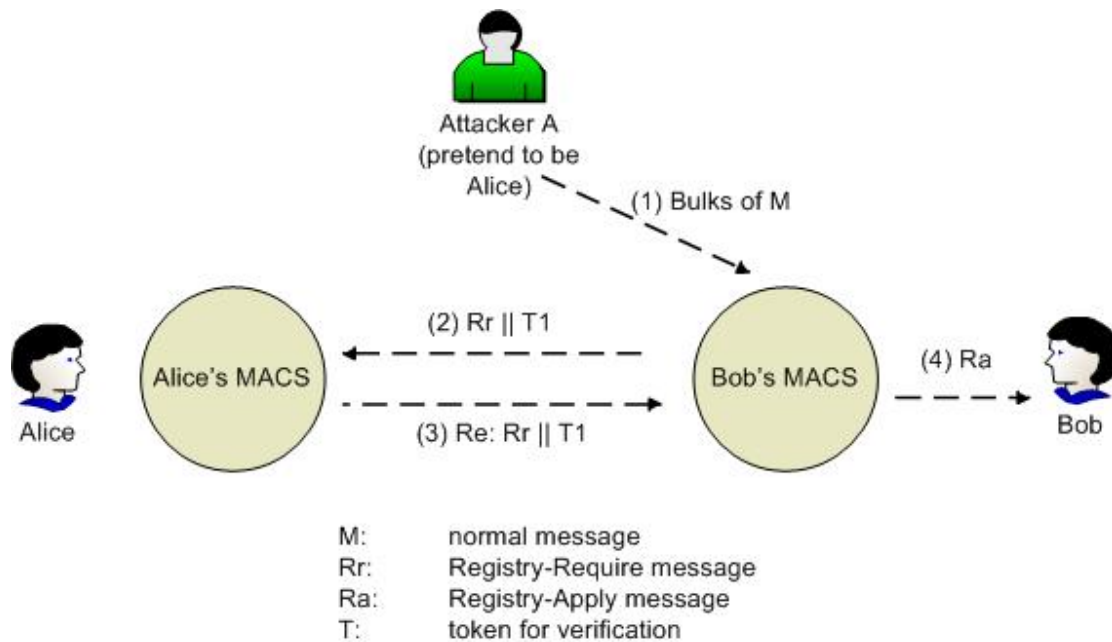 Attacker A
(pretend to be
Alice)
(1) Bulks of M
(2) Rr || T1
Alice's MACS
Bob's MACS
(4) Ra
(3) Re: Rr || T1
Alice
Bob
M: normal message
Rr: Registry-Require message
Ra: Registry-Apply message
T: token for verification